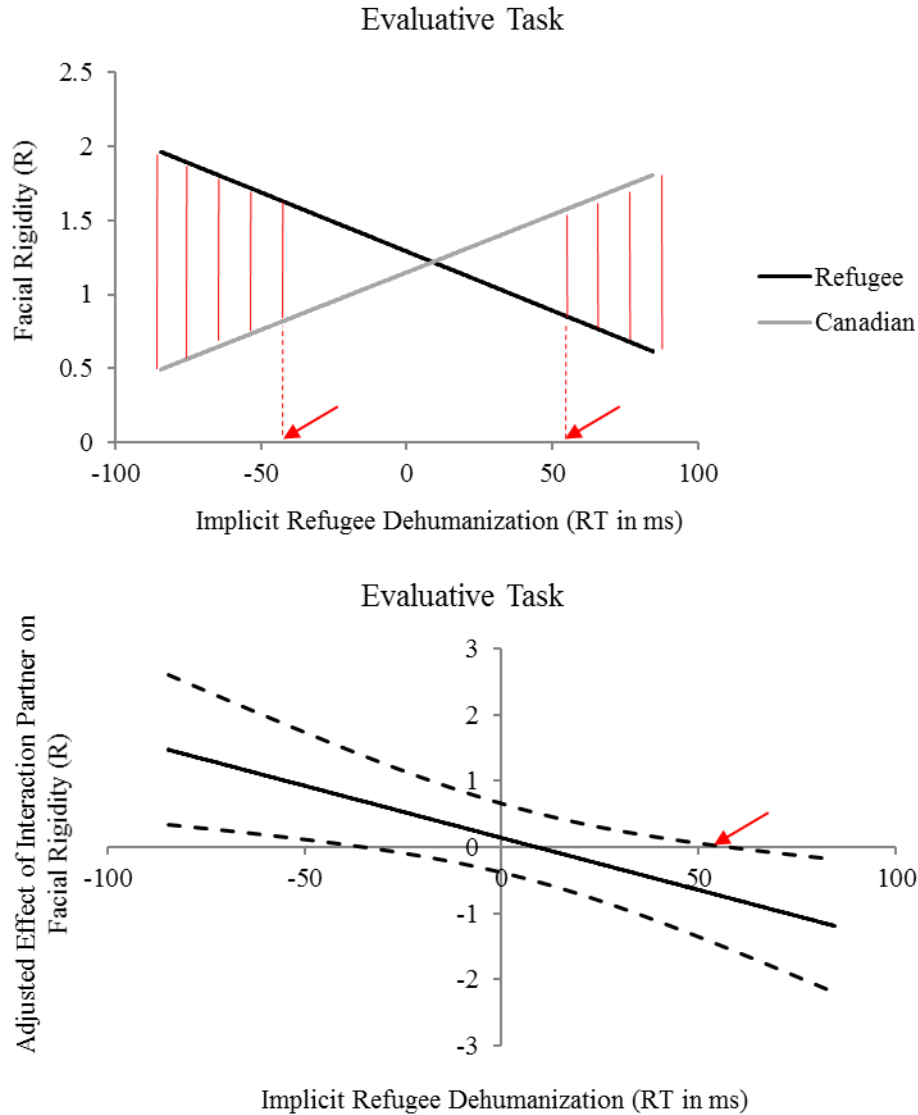 Evaluative Task
2.5
2
1.5
1
0.5
0
-100
-50
0
50
100
Facial Rigidity (R)
Implicit Refugee Dehumanization (RT in ms)
Refugee
Canadian
Evaluative Task
3
2
1
0
-1
-2
-3
-100
-50
0
50
100
Adjusted Effect of Interaction Partner on
Facial Rigidity (R)
Implicit Refugee Dehumanization (RT in ms)